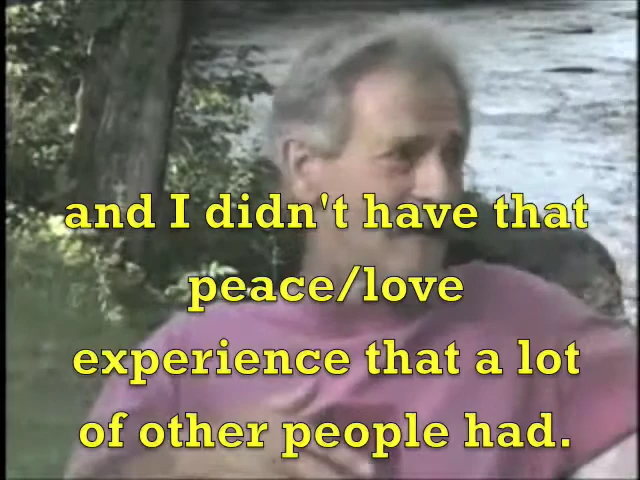 and I didn't have that
peace/love
experience that a lot
of other people had.